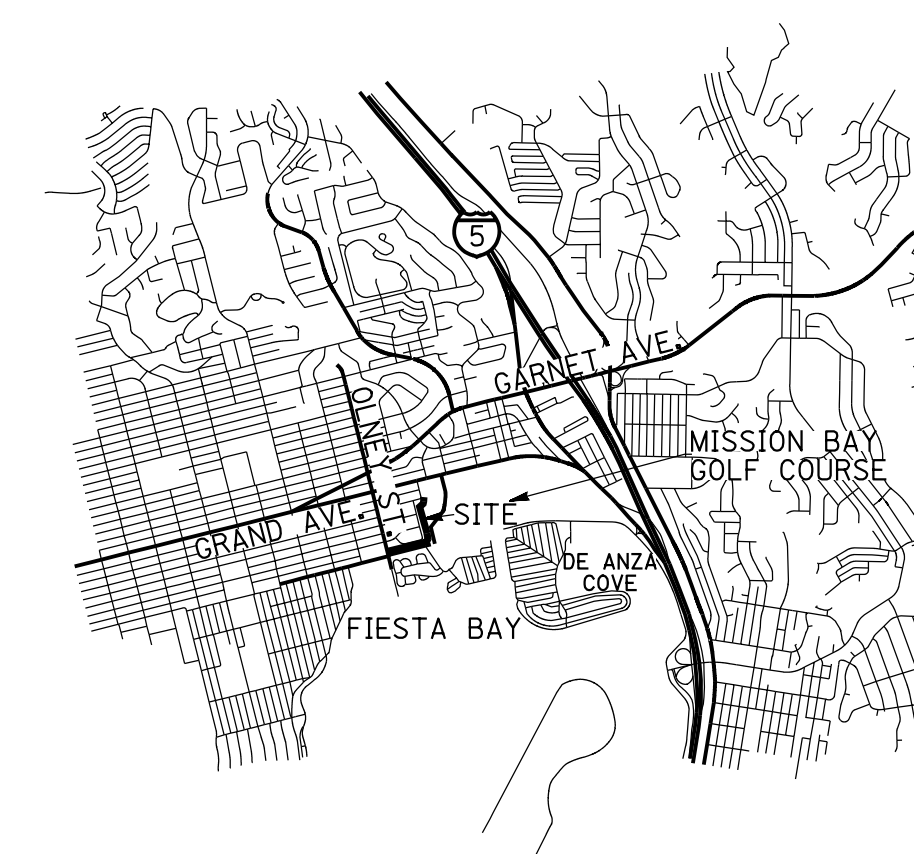 5
GARNET AVE.
OLNEY ST.
MISSION BAY
GOLF COURSE
GRAND AVE.
SITE
DE ANZA
COVE
FIESTA BAY